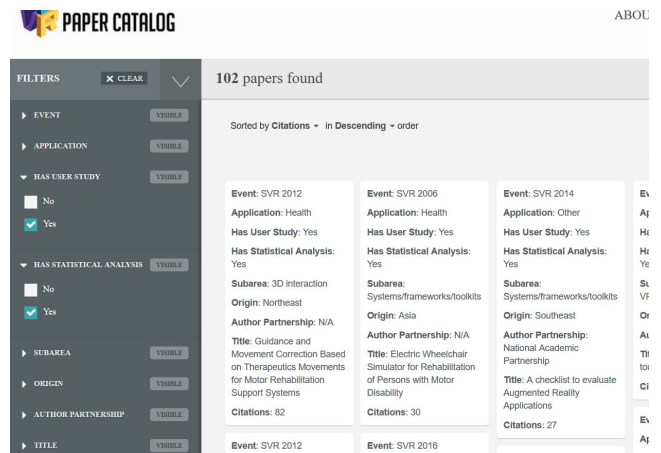 PAPER CATALOG
ABOU
FILTERS
CLEAR
102 papers found
EVENT
VISIBLE
APPLICATION
VISIBLE
HAS USER STUDY
VISIBLE
No
Yes
HAS STATISTICAL ANALYSIS
VISIBLE
No
Yes
SUBAREA
VISIBLE
ORIGIN
VISIBLE
AUTHOR PARTNERSHIP
VISIBLE
TITLE
VISIBLE
Sorted by Citations in Descending order
Event: SVR 2012
Application: Health
Has User Study: Yes
Has Statistical Analysis:
Yes
Subarea: 3D interaction
Origin: Northeast
Author Partnership: N/A
Title: Guidance and
Movement Correction Based
on Therapeutics Movements
for Motor Rehabilitation
Support Systems
Citations: 82
Event: SVR 2012
Event: SVR 2006
Application: Health
Has User Study: Yes
Has Statistical Analysis:
Yes
Subarea:
Systems/frameworks/toolkits
Origin: Asia
Author Partnership: N/A
Title: Electric Wheelchair
Simulator for Rehabilitation
of Persons with Motor
Disability
Citations: 30
Event: SVR 2016
Event: SVR 2014
Application: Other
Has User Study: Yes
Has Statistical Analysis:
Yes
Subarea:
Systems/frameworks/toolkits
Origin: Southeast
Author Partnership:
National Academic
Partnership
Title: A checklist to evaluate
Augmented Reality
Applications
Citations: 27